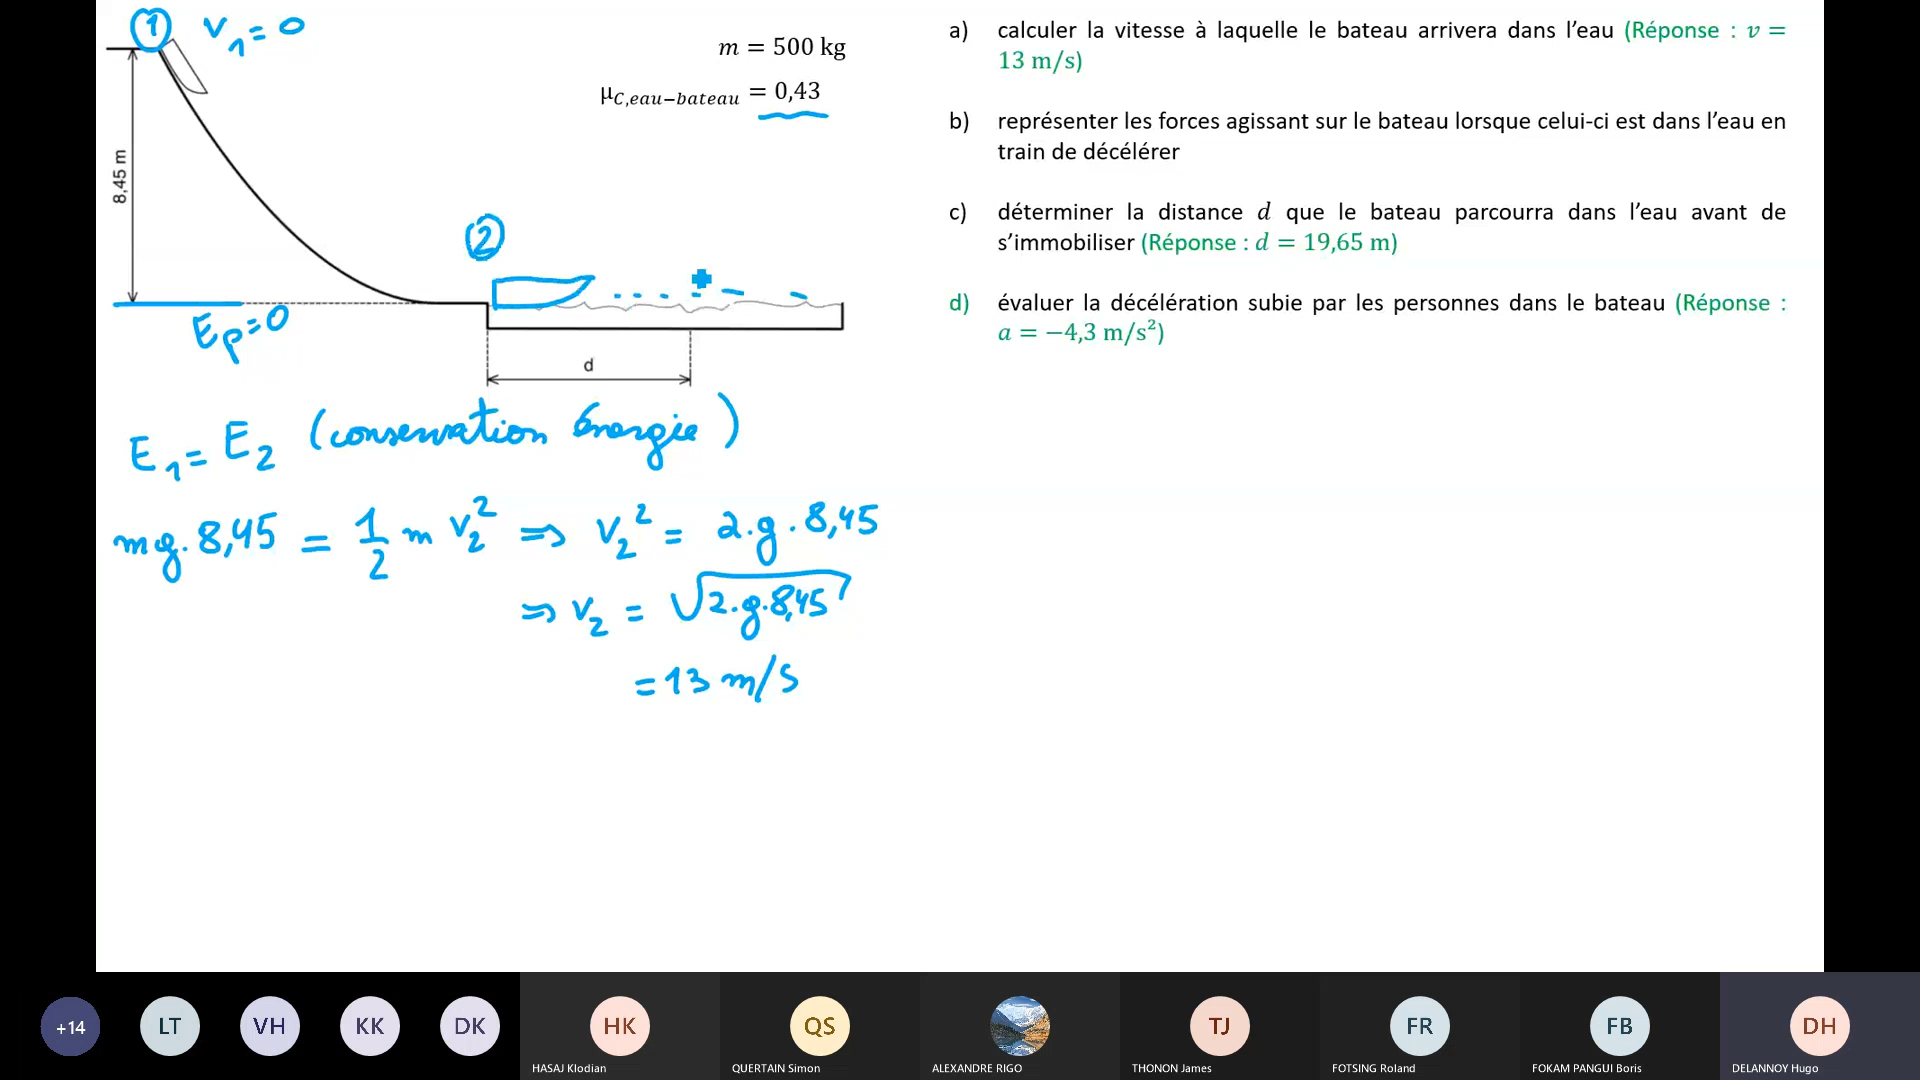 1 v₁ = 0
m = 500 kg
μC,eau−bateau = 0,43
8,45 m
2
Ep = 0
d
E₁ = E₂ (conservation énergie)
mg.8,45 = 1/2 m v₂² ⇒ v₂² = 2.g.8,45
⇒ v₂ = √2.g.8,45
= 13 m/s
a) calculer la vitesse à laquelle le bateau arrivera dans l’eau (Réponse : v =
13 m/s)
b) représenter les forces agissant sur le bateau lorsque celui-ci est dans l’eau en
train de décélérer
c) déterminer la distance d que le bateau parcourra dans l’eau avant de
s’immobiliser (Réponse : d = 19,65 m)
d) évaluer la décélération subie par les personnes dans le bateau (Réponse :
a = −4,3 m/s²)
+14 LT VH KK DK HK QS TJ FR FB DH
HASAJ Klodian QUERTAIN Simon ALEXANDRE RIGO THONON James FOTSING Roland FOKAM PANGUI Boris DELANNOY Hugo